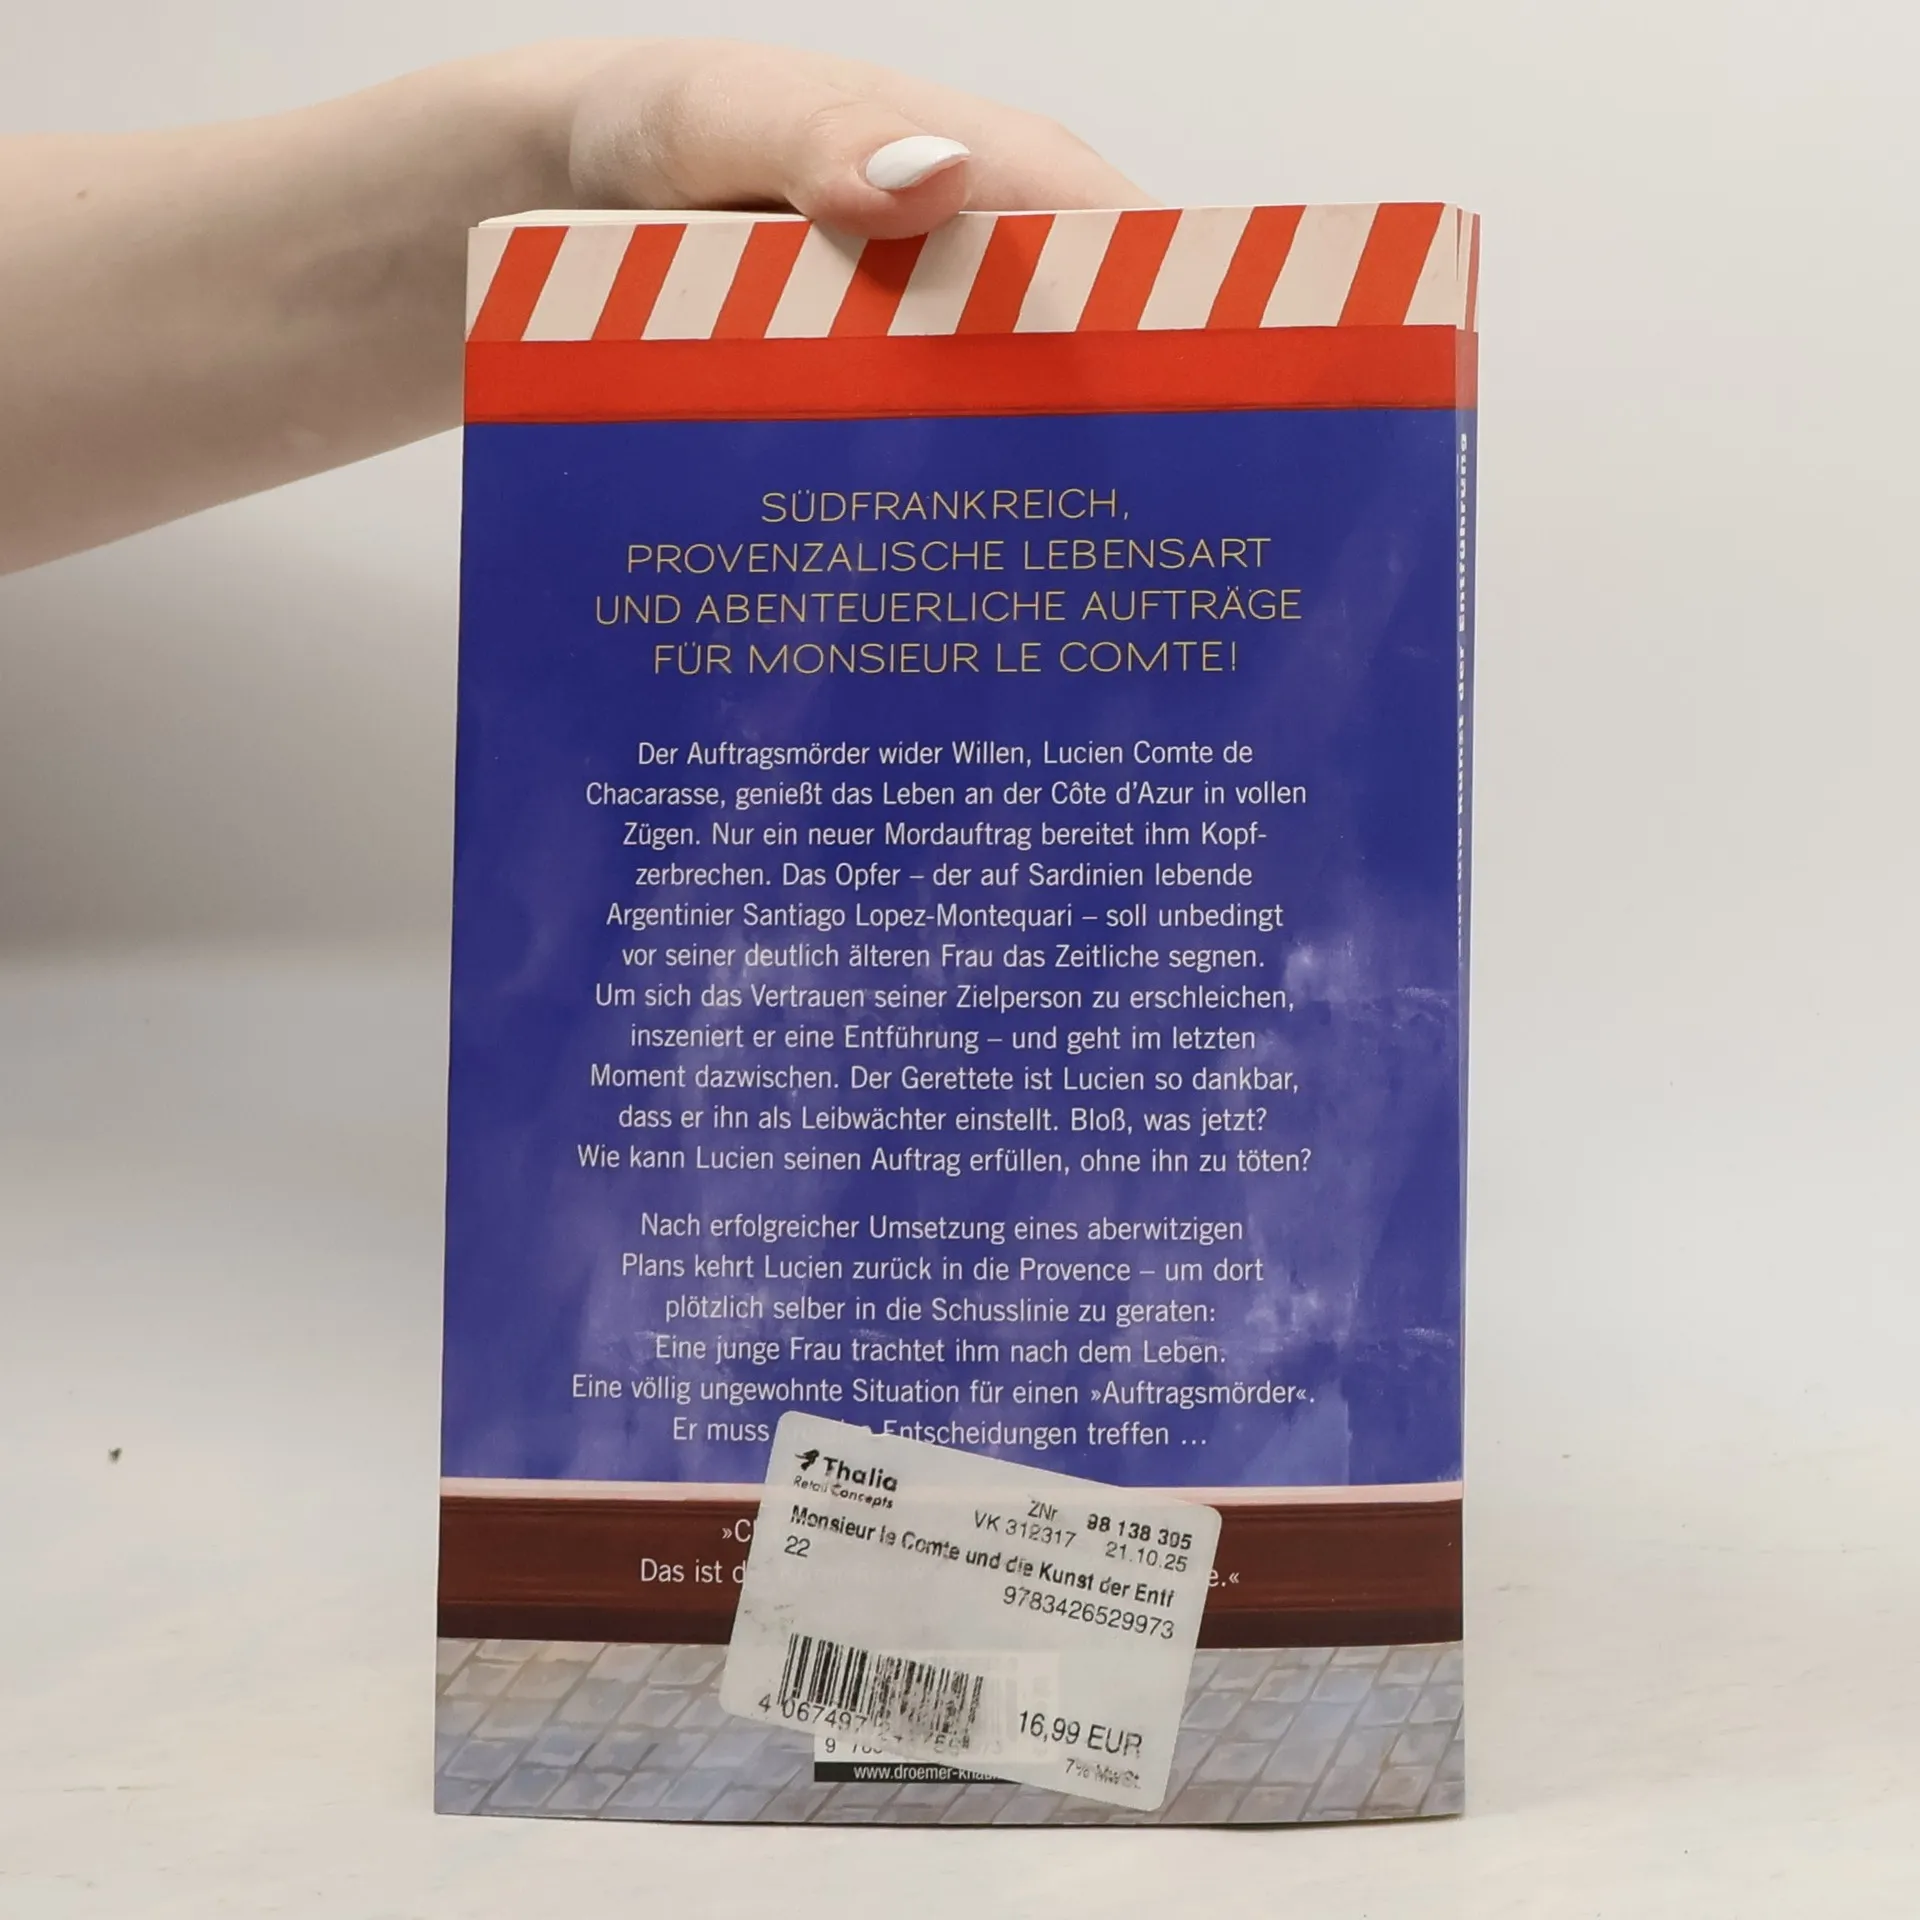 SÜDFRANKREICH,
PROVENZALISCHE LEBENSART
UND ABENTEUERLICHE AUFTRÄGE
FÜR MONSIEUR LE COMTE!
Der Auftragsmörder wider Willen, Lucien Comte de
Chacarasse, genießt das Leben an der Côte d'Azur in vollen
Zügen. Nur ein neuer Mordauftrag bereitet ihm Kopf-
zerbrechen. Das Opfer – der auf Sardinien lebende
Argentinier Santiago Lopez-Montequari – soll unbedingt
vor seiner deutlich älteren Frau das Zeitliche segnen.
Um sich das Vertrauen seiner Zielperson zu erschleichen,
inszeniert er eine Entführung – und geht im letzten
Moment dazwischen. Der Gerettete ist Lucien so dankbar,
dass er ihn als Leibwächter einstellt. Bloß, was jetzt?
Wie kann Lucien seinen Auftrag erfüllen, ohne ihn zu töten?
Nach erfolgreicher Umsetzung eines aberwitzigen
Plans kehrt Lucien zurück in die Provence – um dort
plötzlich selber in die Schusslinie zu geraten:
Eine junge Frau trachtet ihm nach dem Leben.
Eine völlig ungewohnte Situation für einen »Auftragsmörder«.
Er muss Entscheidungen treffen ...
Das ist
Thalia
Retail Concepts
ZNr 98 138 305
VK 312317 21.10.25
Monsieur le Comte und die Kunst der Entf
22
9783426529973
4 067497
16,99 EUR
7% MwSt.
www.droemer-knau
der Entführung